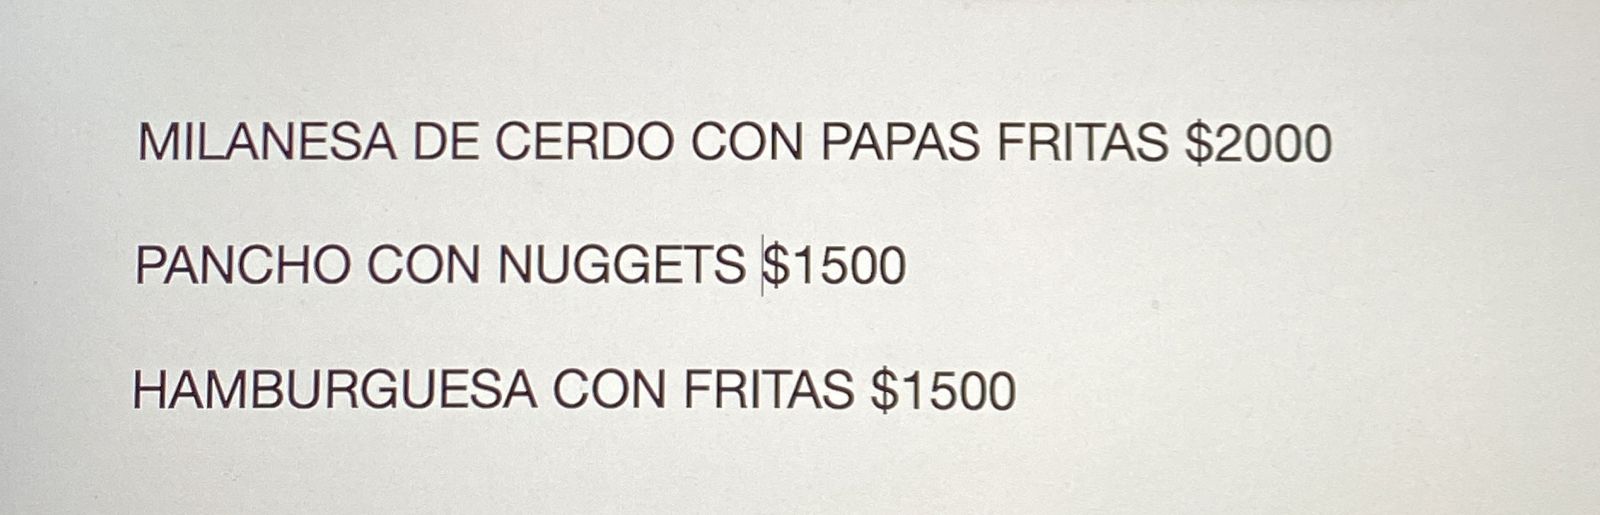 MILANESA DE CERDO CON PAPAS FRITAS $2000
PANCHO CON NUGGETS $1500
HAMBURGUESA CON FRITAS $1500